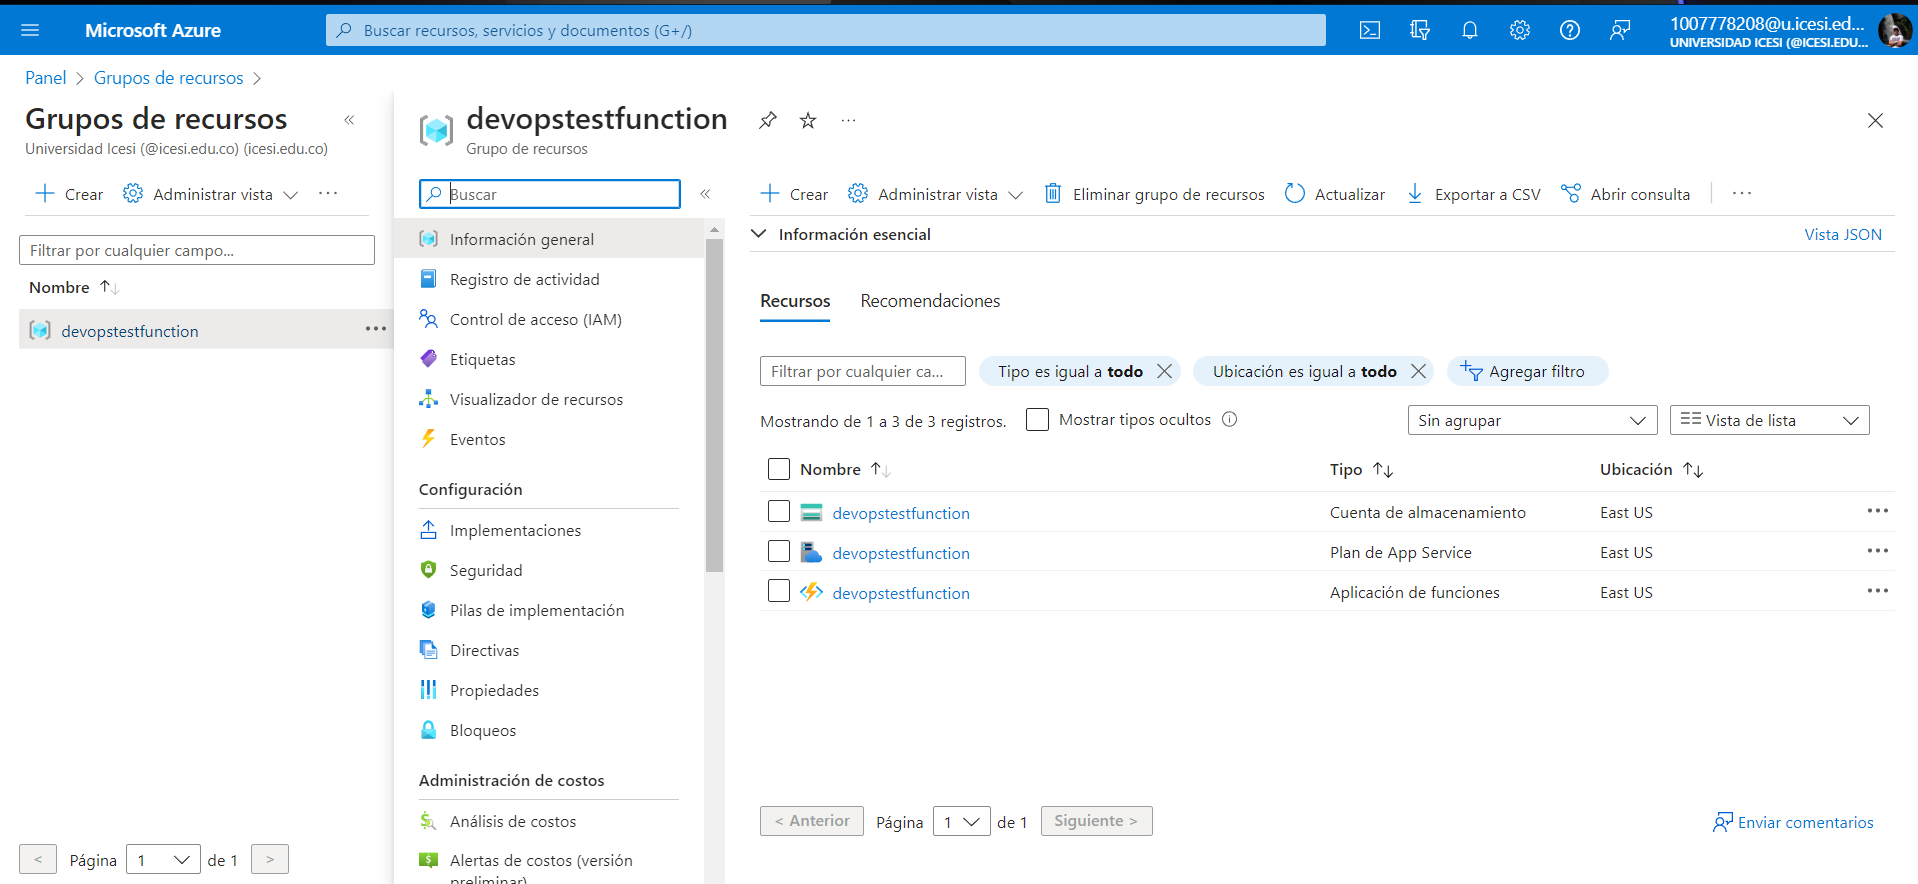 Microsoft Azure
Buscar recursos, servicios y documentos (G+/)
1007778208@u.icesi.ed...
UNIVERSIDAD ICESI (@ICESI.EDU...
Panel > Grupos de recursos >
Grupos de recursos
Universidad Icesi (@icesi.edu.co) (icesi.edu.co)
Crear Administrar vista ...
Filtrar por cualquier campo...
Nombre
devopstestfunction ...
< Página 1 de 1 >
devopstestfunction ...
Grupo de recursos
Buscar
Información general
Registro de actividad
Control de acceso (IAM)
Etiquetas
Visualizador de recursos
Eventos
Configuración
Implementaciones
Seguridad
Pilas de implementación
Directivas
Propiedades
Bloqueos
Administración de costos
Análisis de costos
Alertas de costos (versión
preliminar)
Crear Administrar vista Eliminar grupo de recursos Actualizar Exportar a CSV Abrir consulta ...
Información esencial Vista JSON
Recursos Recomendaciones
Filtrar por cualquier ca... Tipo es igual a todo Ubicación es igual a todo Agregar filtro
Mostrando de 1 a 3 de 3 registros. Mostrar tipos ocultos Sin agrupar Vista de lista
Nombre Tipo Ubicación
devopstestfunction Cuenta de almacenamiento East US ...
devopstestfunction Plan de App Service East US ...
devopstestfunction Aplicación de funciones East US ...
< Anterior Página 1 de 1 Siguiente > Enviar comentarios